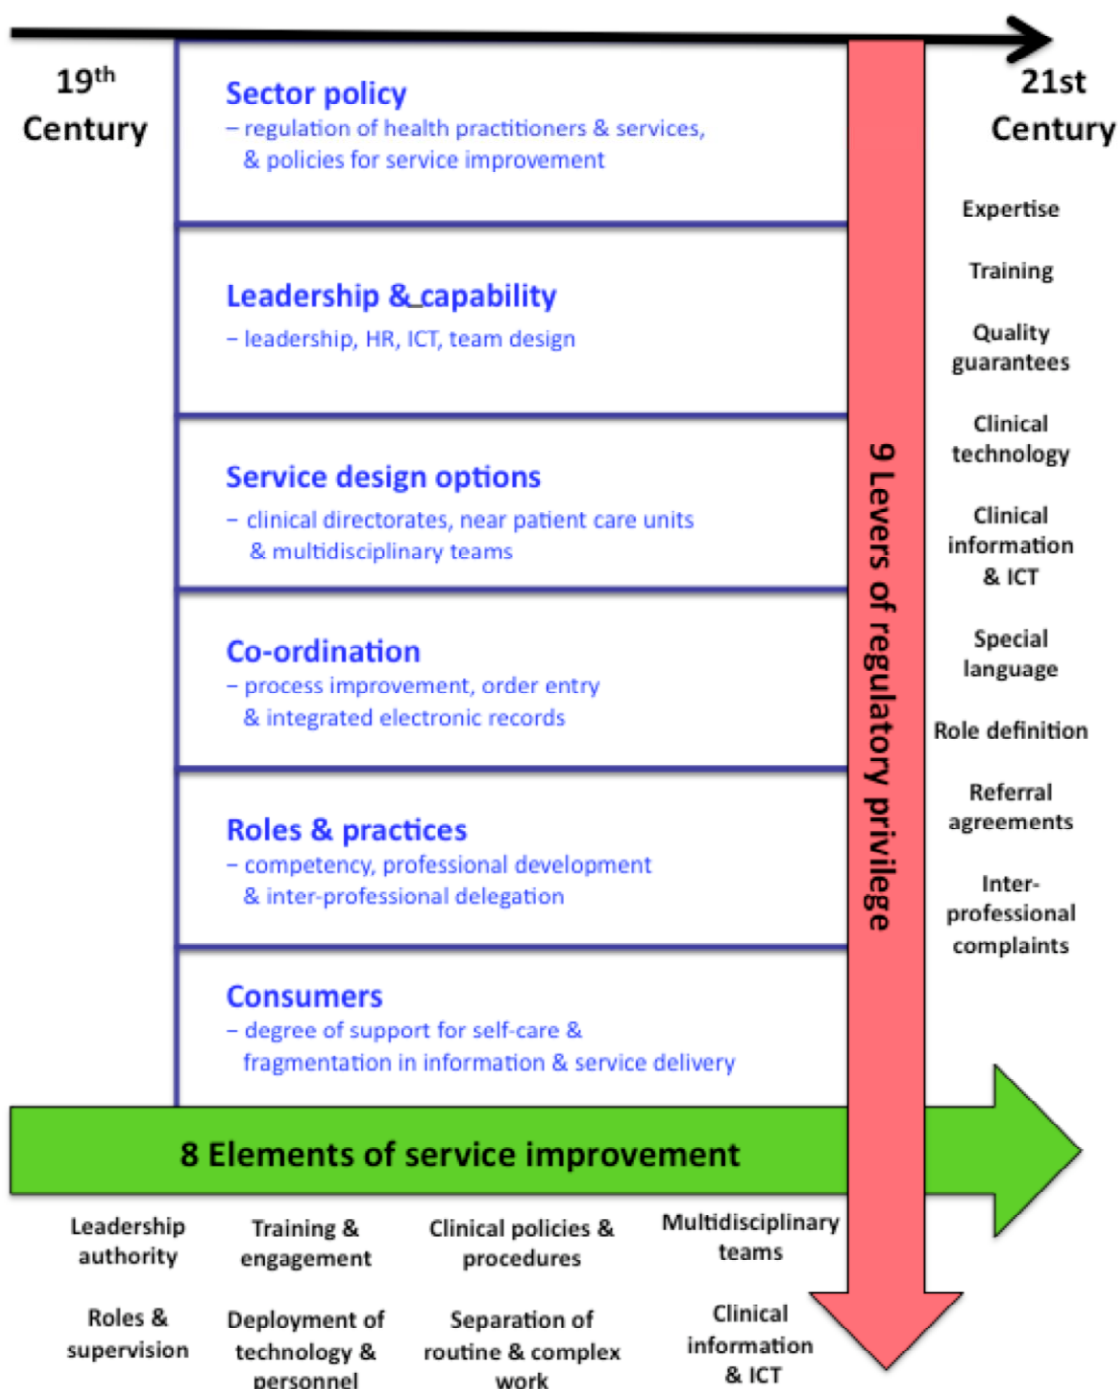 19th
Century
21st
Century
Sector policy
– regulation of health practitioners & services,
& policies for service improvement
Leadership & capability
– leadership, HR, ICT, team design
Service design options
– clinical directorates, near patient care units
& multidisciplinary teams
Co-ordination
– process improvement, order entry
& integrated electronic records
Roles & practices
– competency, professional development
& inter-professional delegation
Consumers
– degree of support for self-care &
fragmentation in information & service delivery
9 Levers of regulatory privilege
Expertise
Training
Quality
guarantees
Clinical
technology
Clinical
information
& ICT
Special
language
Role definition
Referral
agreements
Inter-
professional
complaints
8 Elements of service improvement
Leadership
authority
Training &
engagement
Clinical policies &
procedures
Multidisciplinary
teams
Roles &
supervision
Deployment of
technology &
personnel
Separation of
routine & complex
work
Clinical
information
& ICT